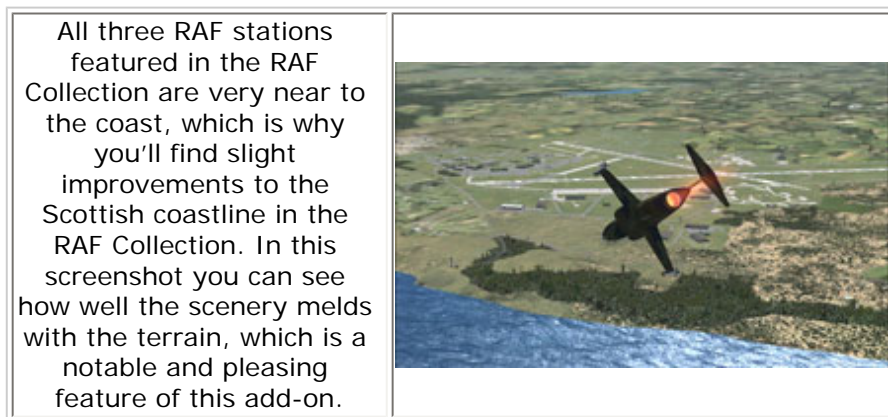 All three RAF stations
featured in the RAF
Collection are very near to
the coast, which is why
you'll find slight
improvements to the
Scottish coastline in the
RAF Collection. In this
screenshot you can see
how well the scenery melds
with the terrain, which is a
notable and pleasing
feature of this add-on.